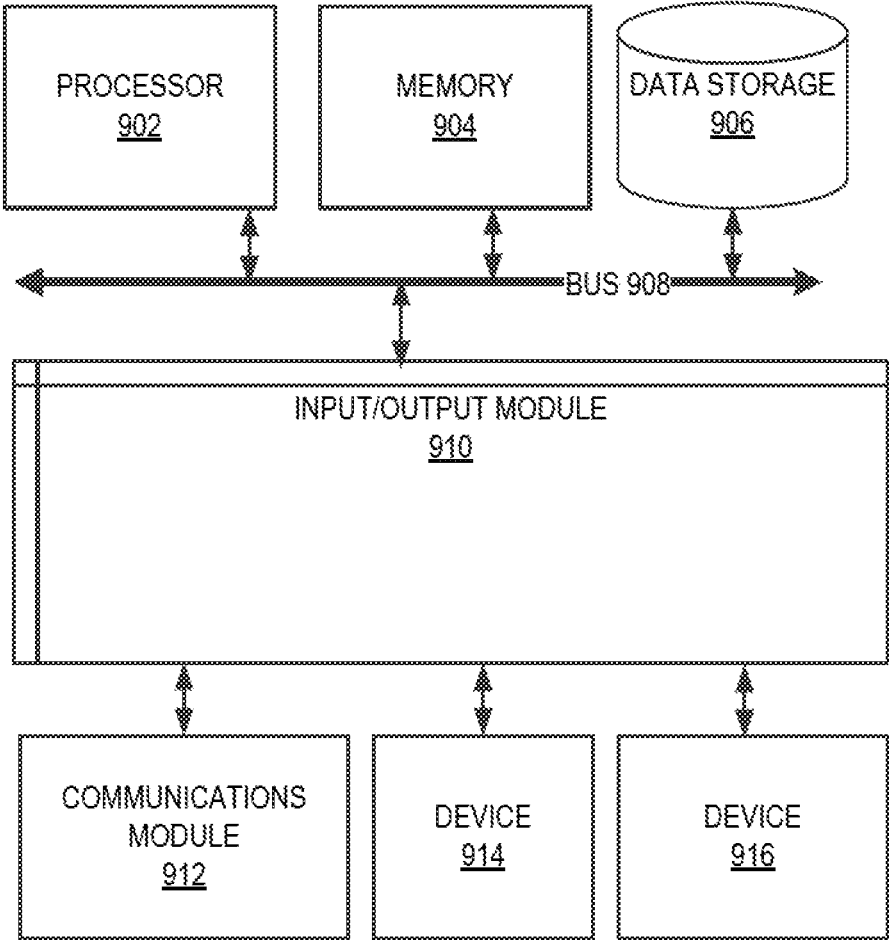 PROCESSOR
902
MEMORY
904
DATA STORAGE
906
BUS 908
INPUT/OUTPUT MODULE
910
COMMUNICATIONS
MODULE
912
DEVICE
914
DEVICE
916